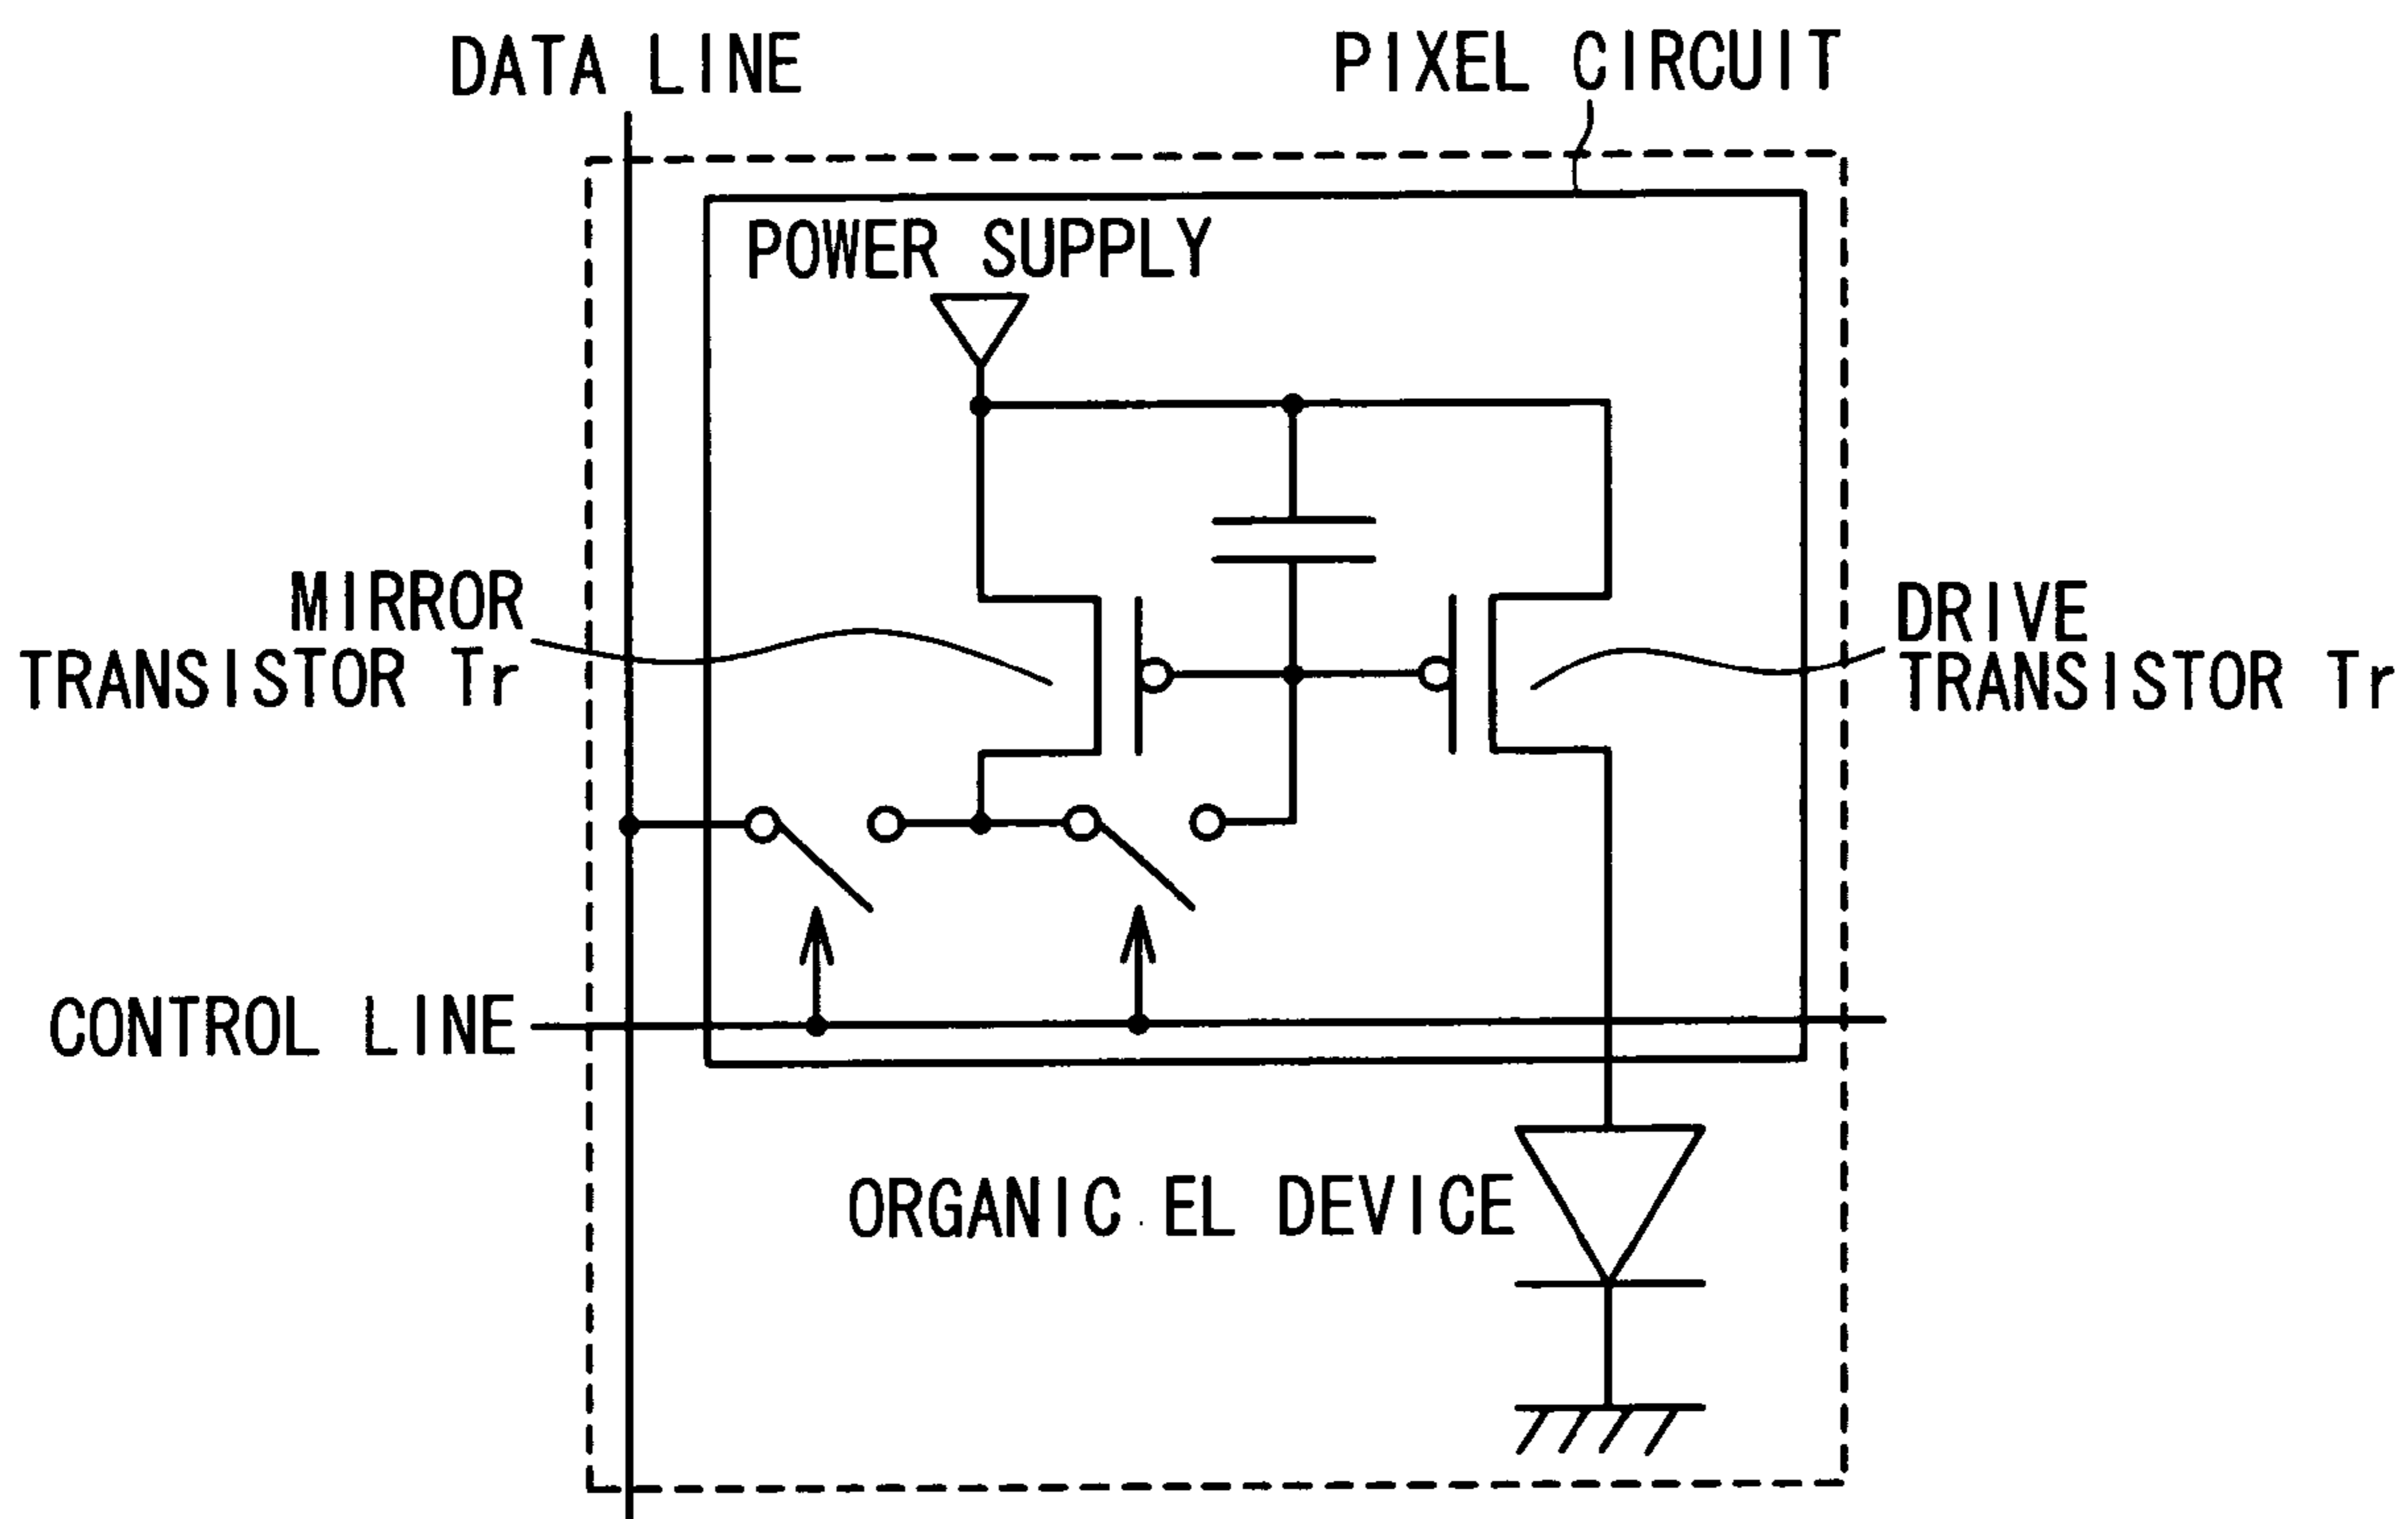 DATA LINE
PIXEL CIRCUIT
POWER SUPPLY
MIRROR
TRANSISTOR Tr
DRIVE
TRANSISTOR Tr
CONTROL LINE
ORGANIC EL DEVICE